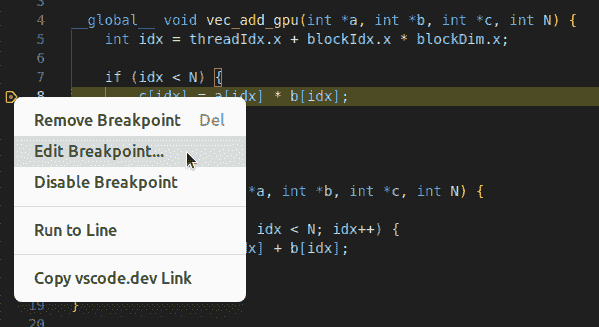 3
4 __global__ void vec_add_gpu(int *a, int *b, int *c, int N) {
5 int idx = threadIdx.x + blockIdx.x * blockDim.x;
6
7 if (idx < N) {
8 c[idx] = a[idx] * b[idx];
Remove Breakpoint Del
Edit Breakpoint...
Disable Breakpoint
*a, int *b, int *c, int N) {
Run to Line
idx < N; idx++) {
] + b[idx];
Copy vscode.dev Link
19 }
20